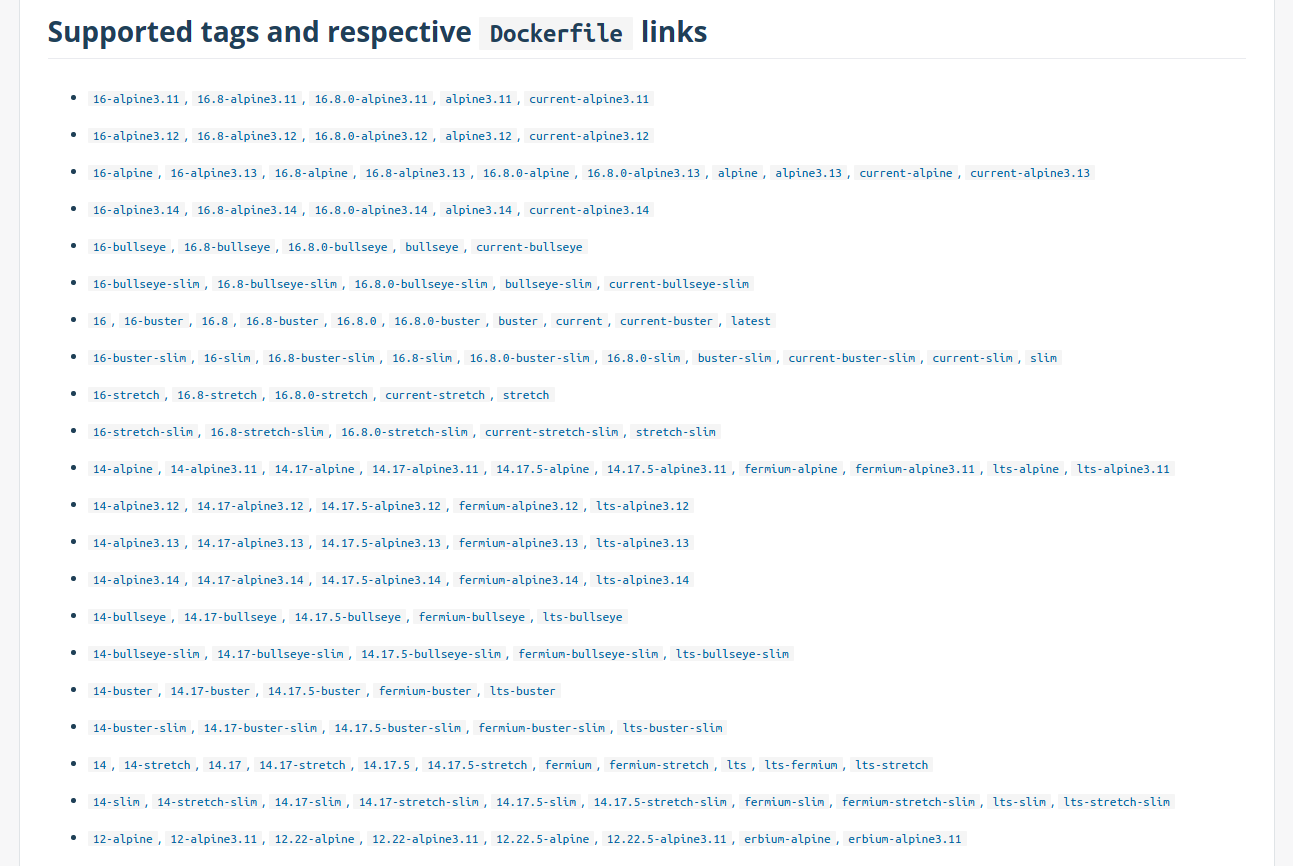 Supported tags and respective Dockerfile links
16-alpine3.11, 16.8-alpine3.11, 16.8.0-alpine3.11, alpine3.11, current-alpine3.11
16-alpine3.12, 16.8-alpine3.12, 16.8.0-alpine3.12, alpine3.12, current-alpine3.12
16-alpine, 16-alpine3.13, 16.8-alpine, 16.8-alpine3.13, 16.8.0-alpine, 16.8.0-alpine3.13, alpine, alpine3.13, current-alpine, current-alpine3.13
16-alpine3.14, 16.8-alpine3.14, 16.8.0-alpine3.14, alpine3.14, current-alpine3.14
16-bullseye, 16.8-bullseye, 16.8.0-bullseye, bullseye, current-bullseye
16-bullseye-slim, 16.8-bullseye-slim, 16.8.0-bullseye-slim, bullseye-slim, current-bullseye-slim
16, 16-buster, 16.8, 16.8-buster, 16.8.0, 16.8.0-buster, buster, current, current-buster, latest
16-buster-slim, 16-slim, 16.8-buster-slim, 16.8-slim, 16.8.0-buster-slim, 16.8.0-slim, buster-slim, current-buster-slim, current-slim, slim
16-stretch, 16.8-stretch, 16.8.0-stretch, current-stretch, stretch
16-stretch-slim, 16.8-stretch-slim, 16.8.0-stretch-slim, current-stretch-slim, stretch-slim
14-alpine, 14-alpine3.11, 14.17-alpine, 14.17-alpine3.11, 14.17.5-alpine, 14.17.5-alpine3.11, fermium-alpine, fermium-alpine3.11, lts-alpine, lts-alpine3.11
14-alpine3.12, 14.17-alpine3.12, 14.17.5-alpine3.12, fermium-alpine3.12, lts-alpine3.12
14-alpine3.13, 14.17-alpine3.13, 14.17.5-alpine3.13, fermium-alpine3.13, lts-alpine3.13
14-alpine3.14, 14.17-alpine3.14, 14.17.5-alpine3.14, fermium-alpine3.14, lts-alpine3.14
14-bullseye, 14.17-bullseye, 14.17.5-bullseye, fermium-bullseye, lts-bullseye
14-bullseye-slim, 14.17-bullseye-slim, 14.17.5-bullseye-slim, fermium-bullseye-slim, lts-bullseye-slim
14-buster, 14.17-buster, 14.17.5-buster, fermium-buster, lts-buster
14-buster-slim, 14.17-buster-slim, 14.17.5-buster-slim, fermium-buster-slim, lts-buster-slim
14, 14-stretch, 14.17, 14.17-stretch, 14.17.5, 14.17.5-stretch, fermium, fermium-stretch, lts, lts-fermium, lts-stretch
14-slim, 14-stretch-slim, 14.17-slim, 14.17-stretch-slim, 14.17.5-slim, 14.17.5-stretch-slim, fermium-slim, fermium-stretch-slim, lts-slim, lts-stretch-slim
12-alpine, 12-alpine3.11, 12.22-alpine, 12.22-alpine3.11, 12.22.5-alpine, 12.22.5-alpine3.11, erbium-alpine, erbium-alpine3.11